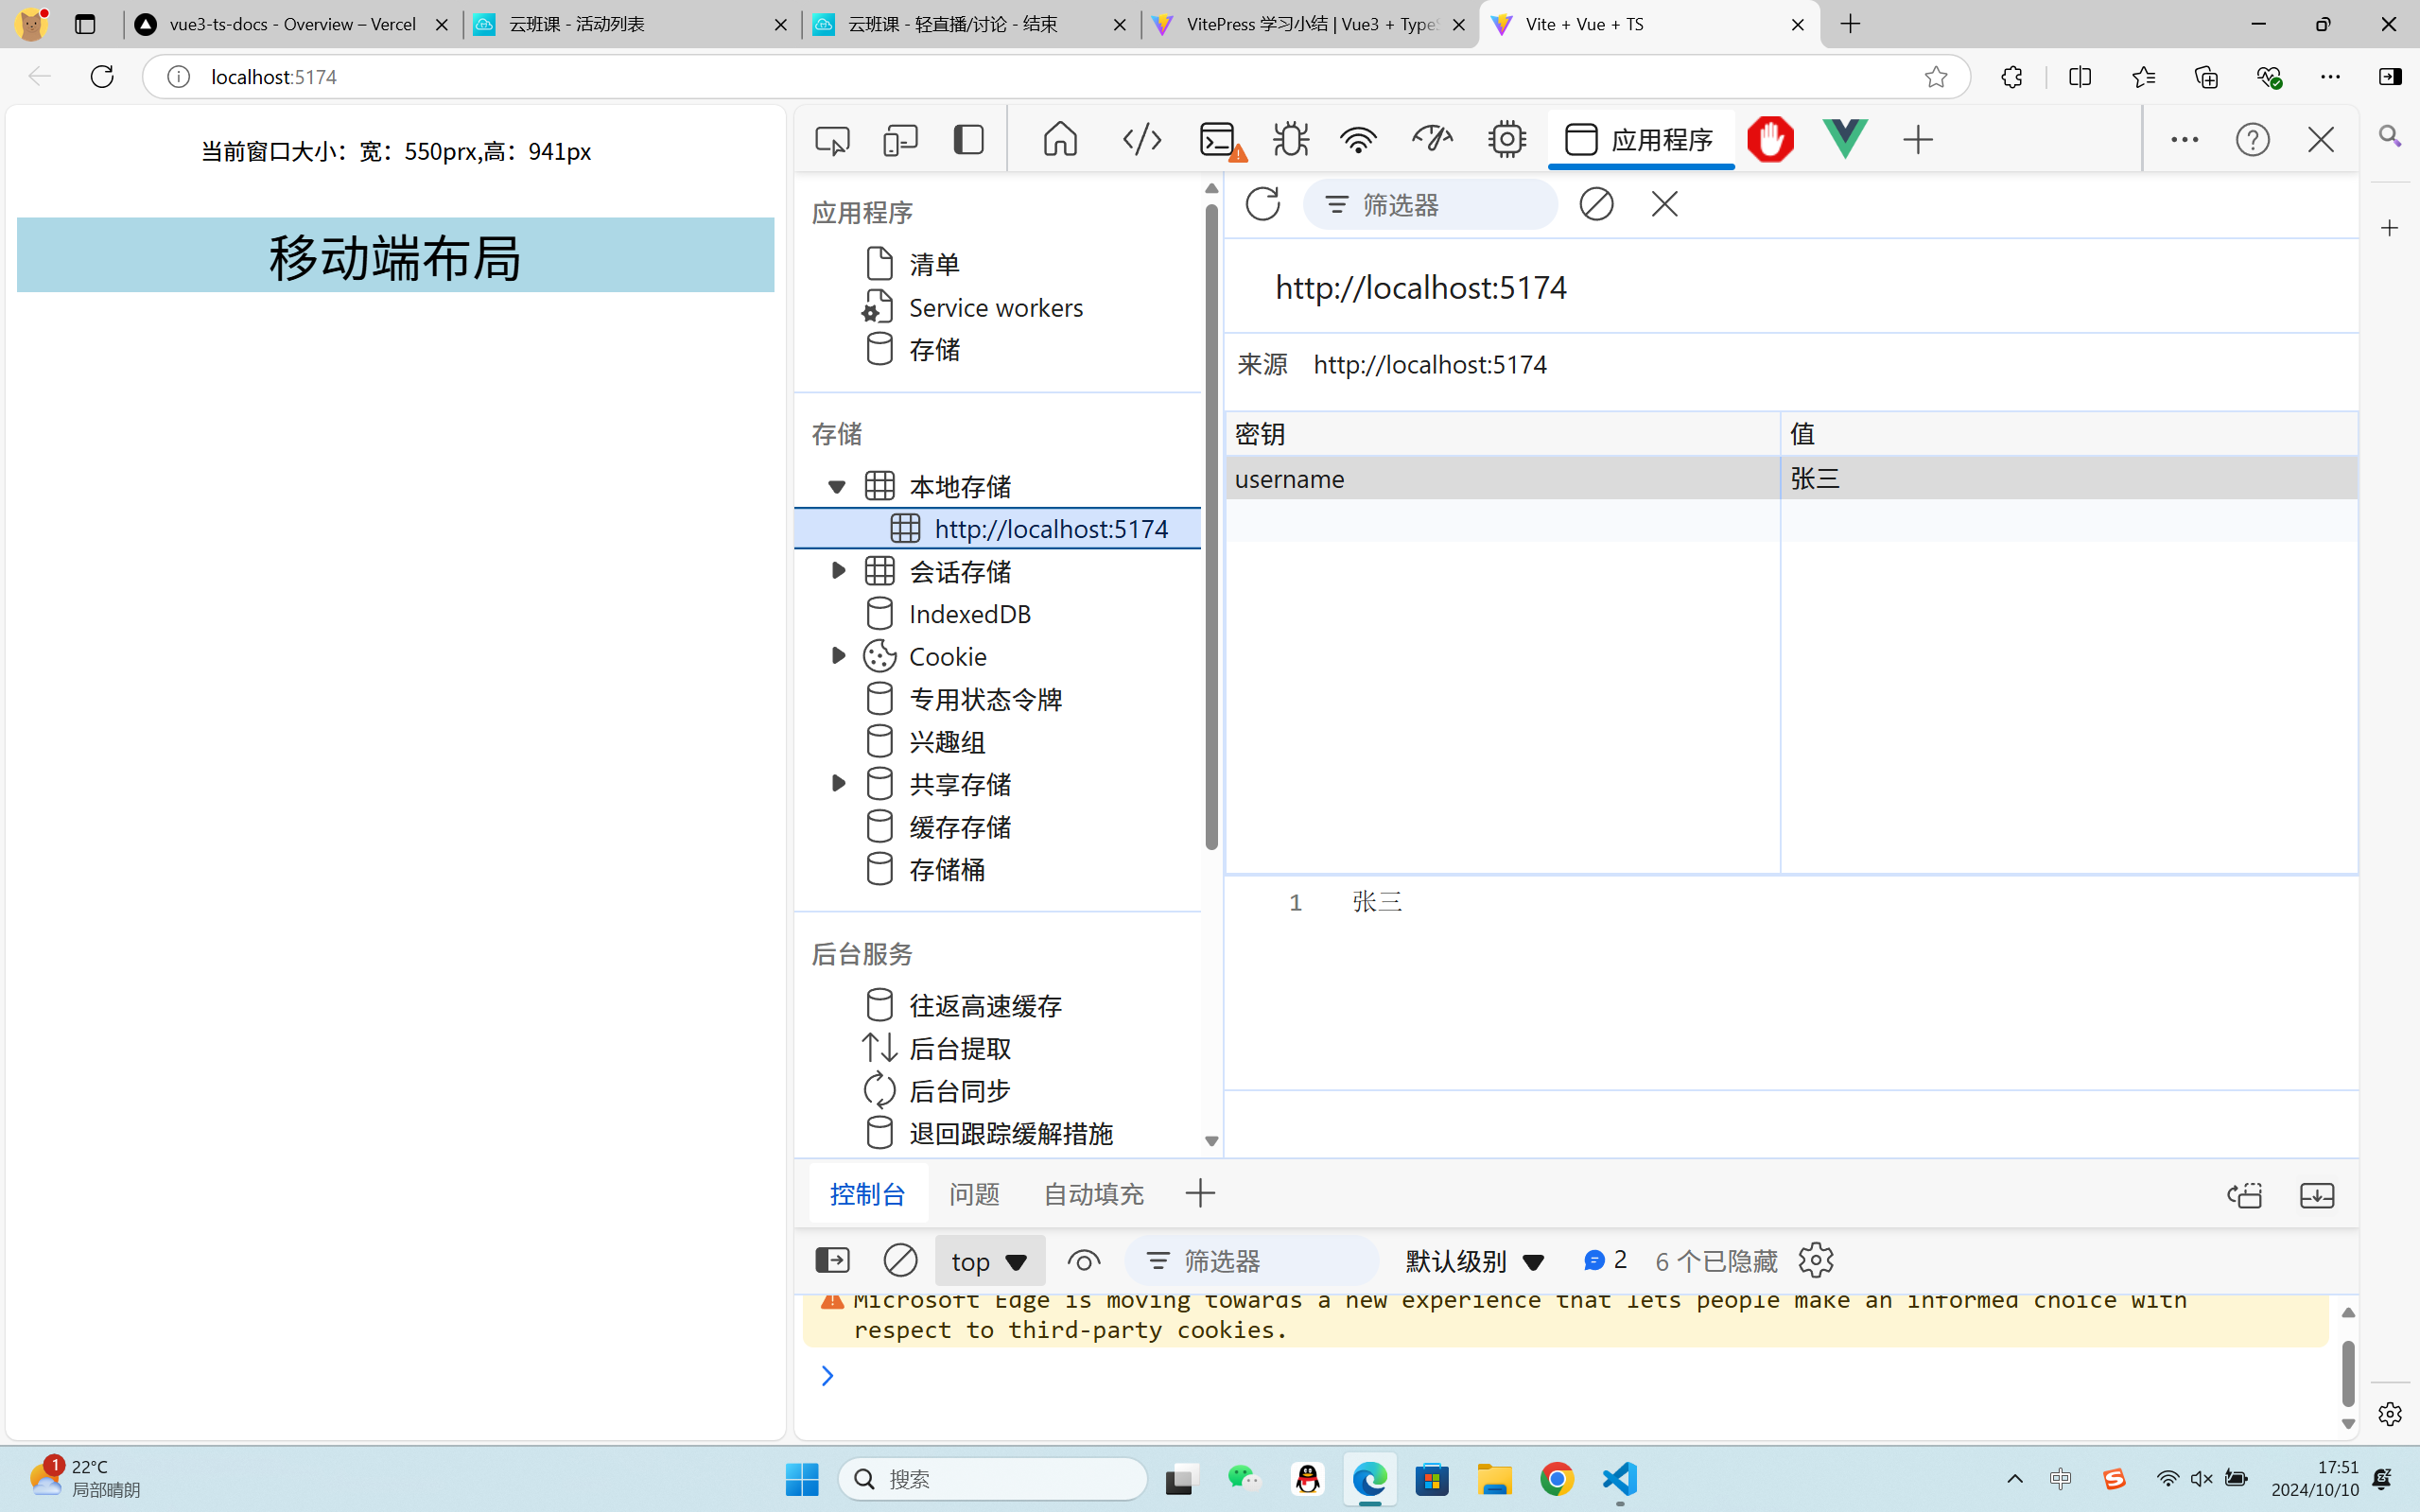 vue3-ts-docs - Overview – Vercel
云班课 - 活动列表
云班课 - 轻直播/讨论 - 结束
VitePress 学习小结 | Vue3 + Type
Vite + Vue + TS
localhost:5174
当前窗口大小：宽：550prx,高：941px
移动端布局
应用程序
筛选器
应用程序
清单
Service workers
存储
存储
本地存储
http://localhost:5174
会话存储
IndexedDB
Cookie
专用状态令牌
兴趣组
共享存储
缓存存储
存储桶
后台服务
往返高速缓存
后台提取
后台同步
退回跟踪缓解措施
http://localhost:5174
来源 http://localhost:5174
密钥 值
username 张三
1 张三
控制台 问题 自动填充
top 筛选器 默认级别 2 6 个已隐藏
Microsoft Edge is moving towards a new experience that lets people make an informed choice with
respect to third-party cookies.
1
22°C
局部晴朗
搜索
中
17:51
2024/10/10